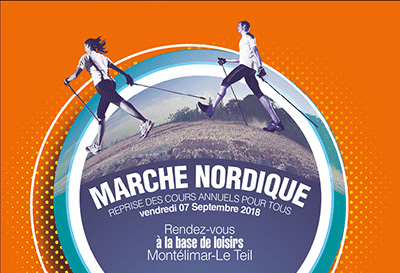 MARCHE NORDIQUE
REPRISE DES COURS ANNUELS POUR TOUS
vendredi 07 Septembre 2018
Rendez-vous
à la base de loisirs
Montélimar-Le Teil